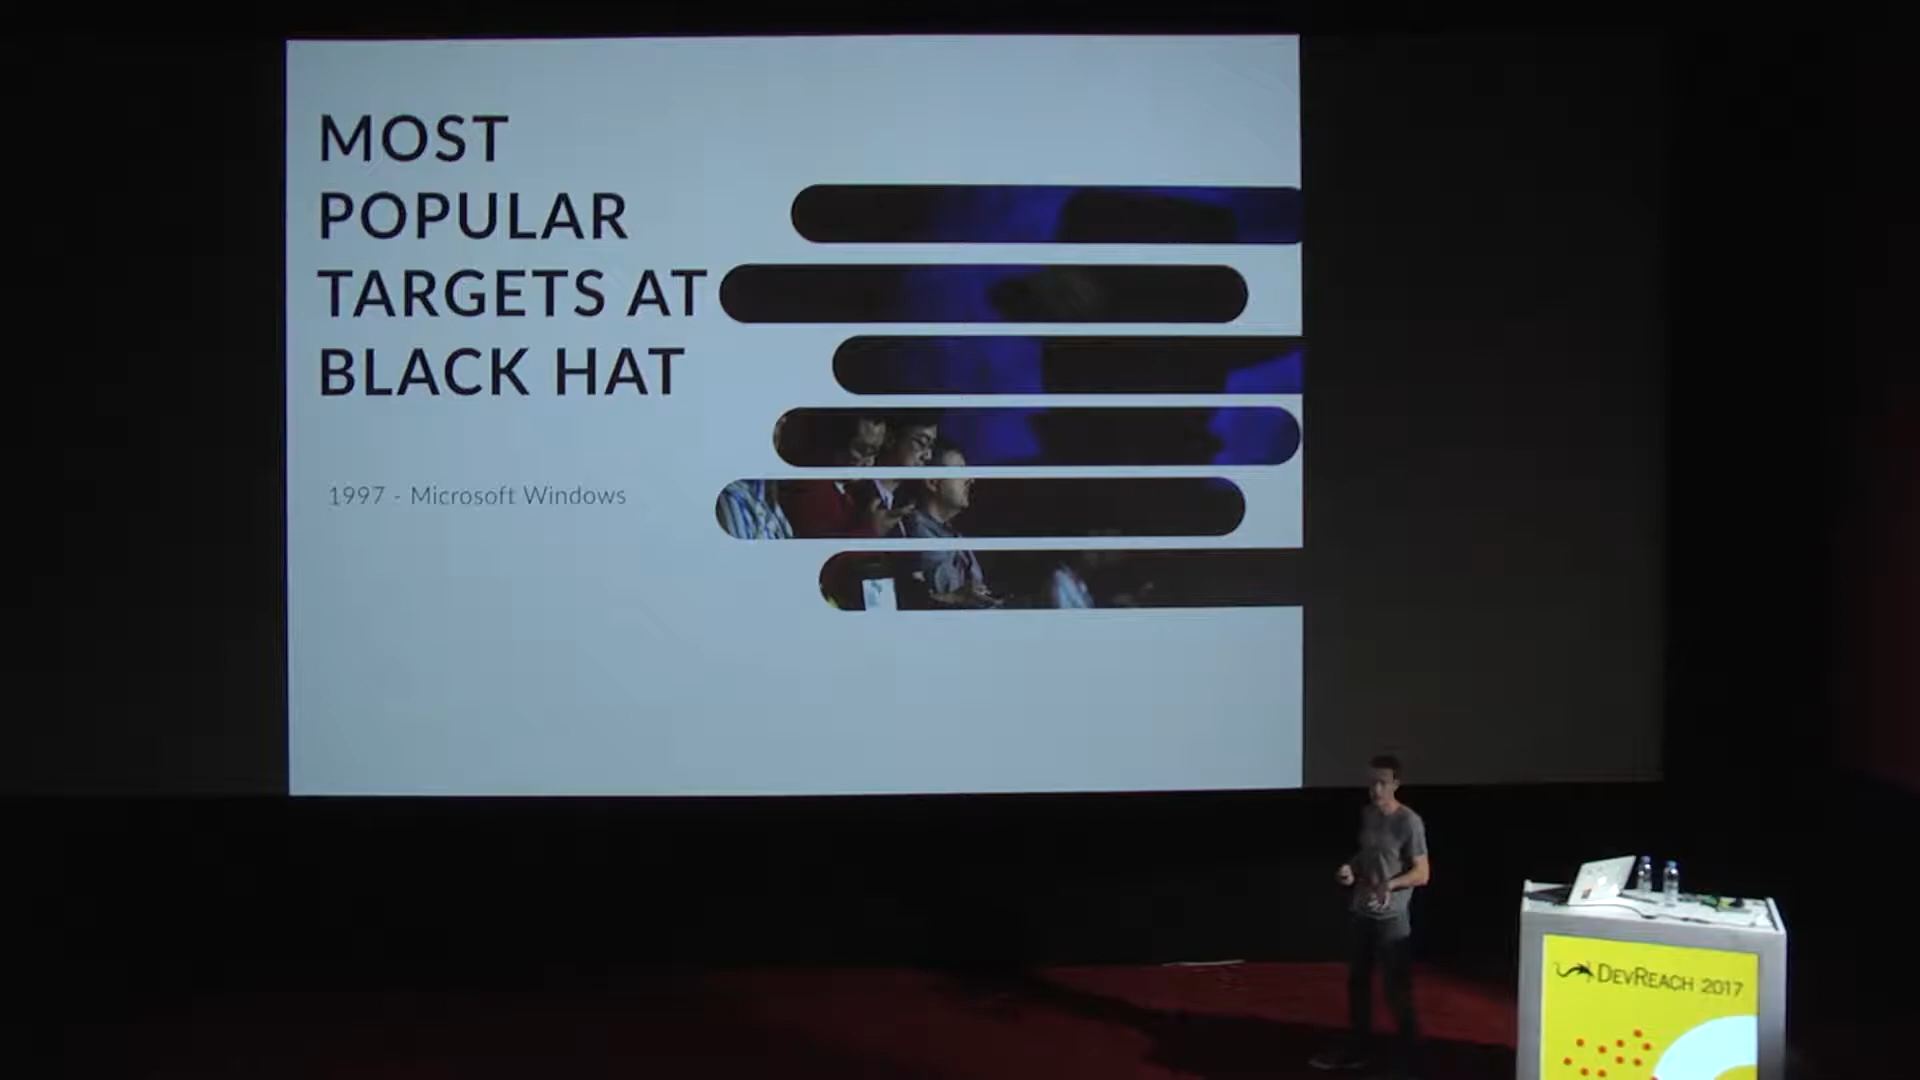 MOST
POPULAR
TARGETS AT
BLACK HAT
1997 - Microsoft Windows
DEVREACH 2017